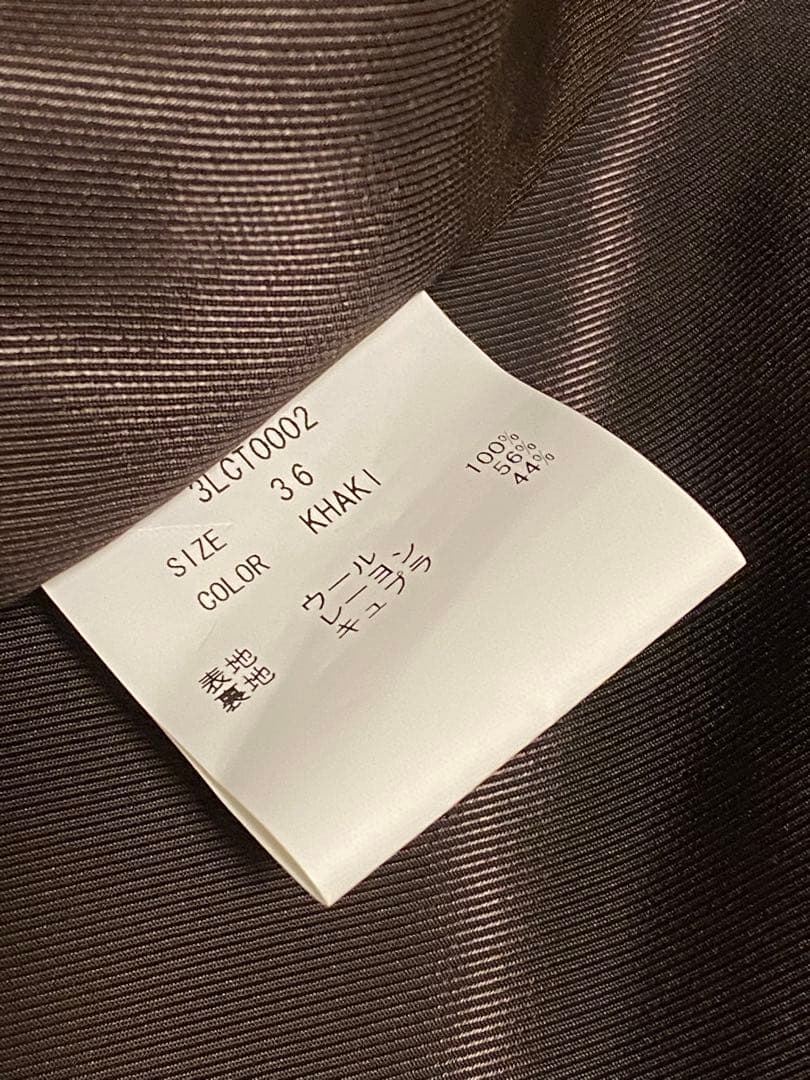 3LCT0002
SIZE 36
COLOR KHAKI
表地 ウール 100%
裏地 レーヨン 56%
キュプラ 44%